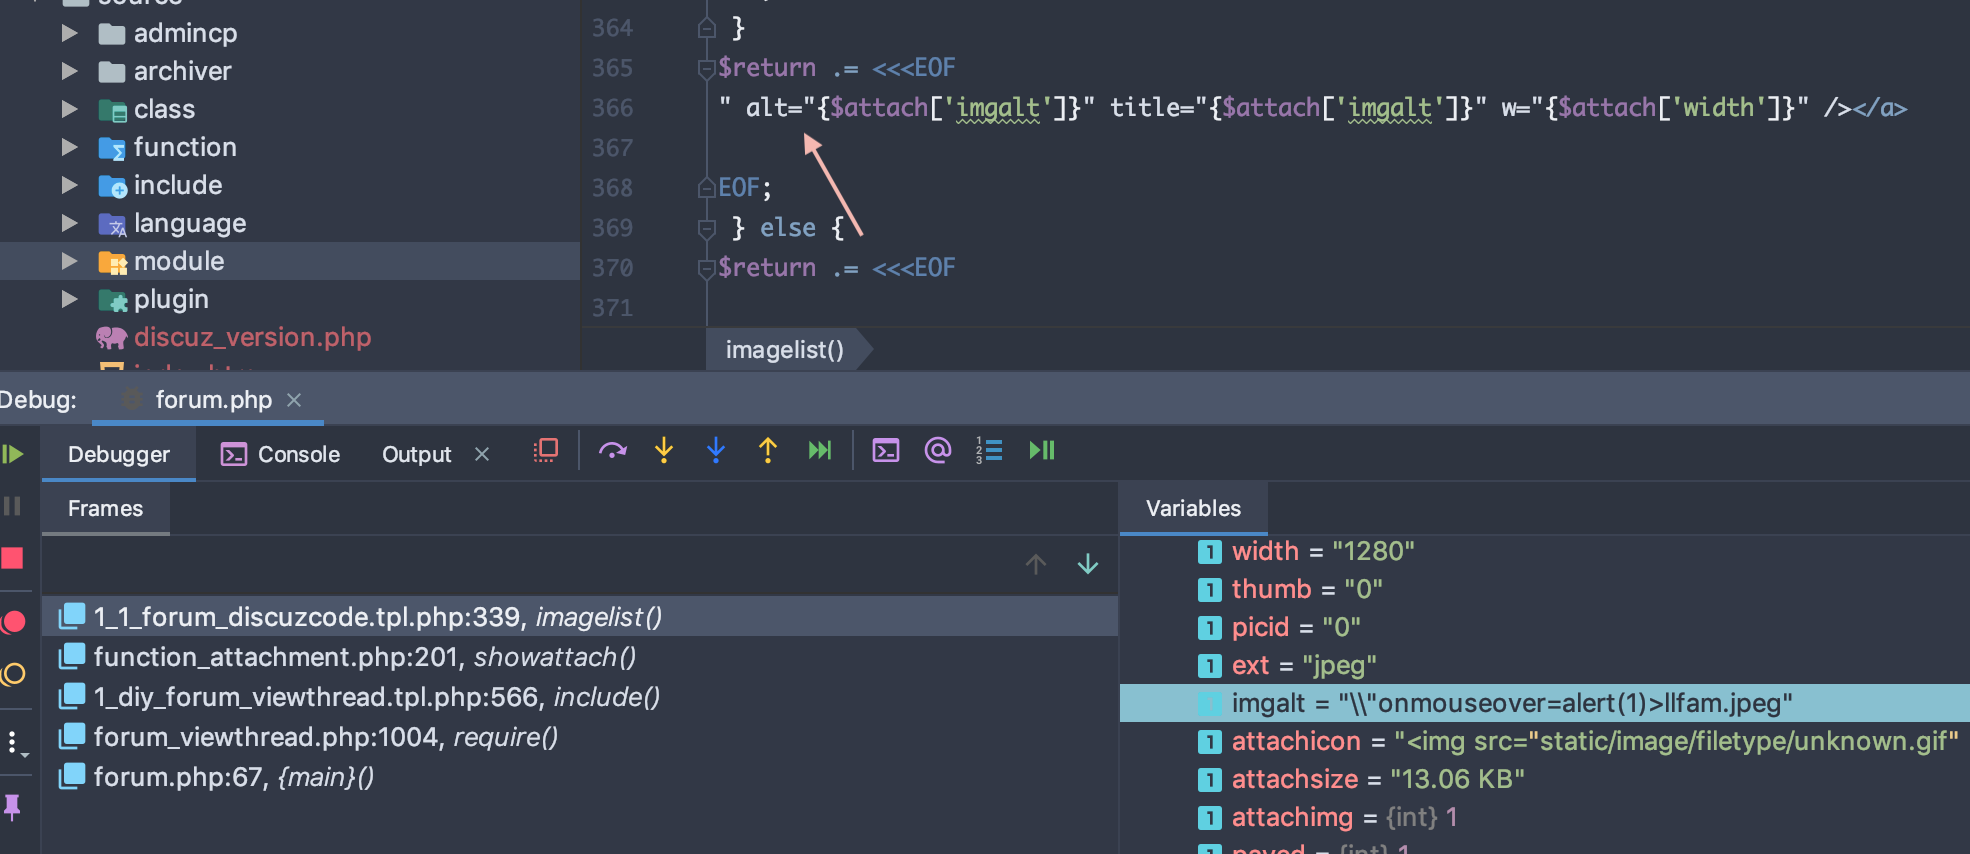 source
admincp
archiver
class
function
include
language
module
plugin
discuz_version.php
364 }
365 $return .= <<<EOF
366 " alt="{$attach['imgalt']}" title="{$attach['imgalt']}" w="{$attach['width']}" /></a>
367
368 EOF;
369 } else {
370 $return .= <<<EOF
371
imagelist()
Debug: forum.php
Debugger Console Output
Frames
1_1_forum_discuzcode.tpl.php:339, imagelist()
function_attachment.php:201, showattach()
1_diy_forum_viewthread.tpl.php:566, include()
forum_viewthread.php:1004, require()
forum.php:67, {main}()
Variables
width = "1280"
thumb = "0"
picid = "0"
ext = "jpeg"
imgalt = "\\"onmouseover=alert(1)>llfam.jpeg"
attachicon = "<img src="static/image/filetype/unknown.gif"
attachsize = "13.06 KB"
attachimg = {int} 1
payed = {int} 1